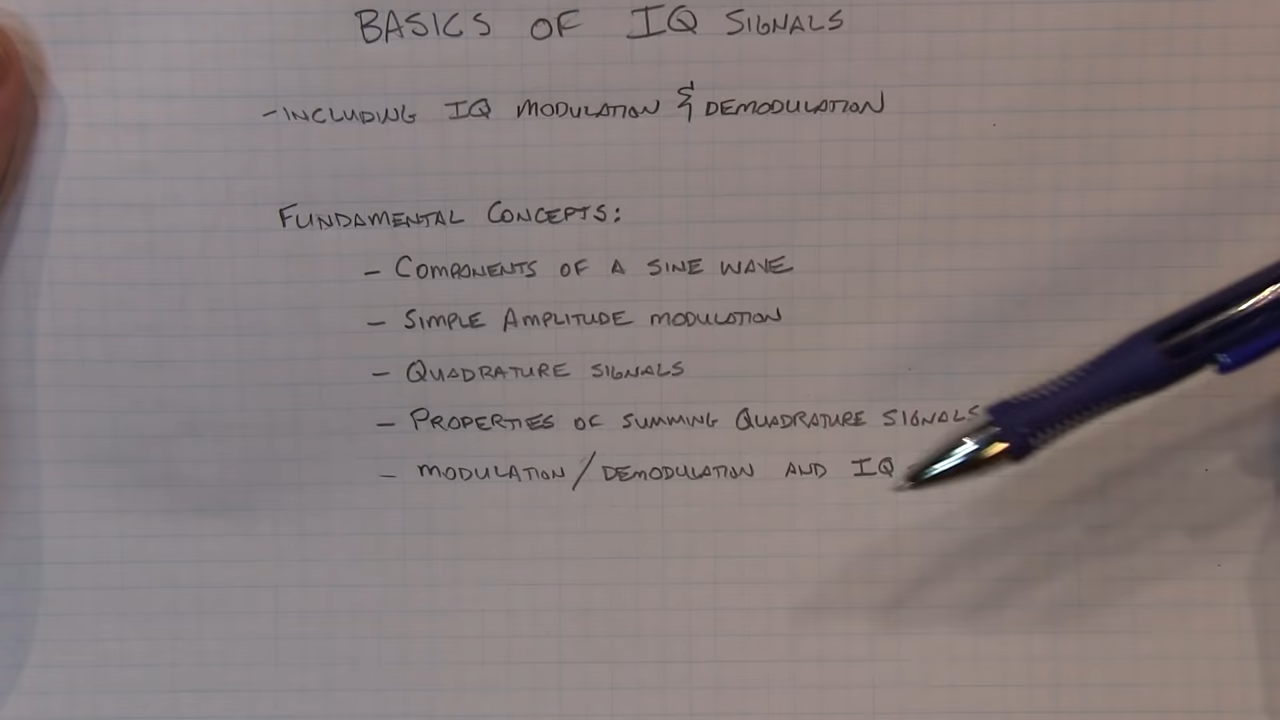 BASICS OF IQ SIGNALS
- INCLUDING IQ MODULATION & DEMODULATION
FUNDAMENTAL CONCEPTS:
- COMPONENTS OF A SINE WAVE
- SIMPLE AMPLITUDE MODULATION
- QUADRATURE SIGNALS
- PROPERTIES OF SUMMING QUADRATURE SIGNALS
- MODULATION/DEMODULATION AND IQ